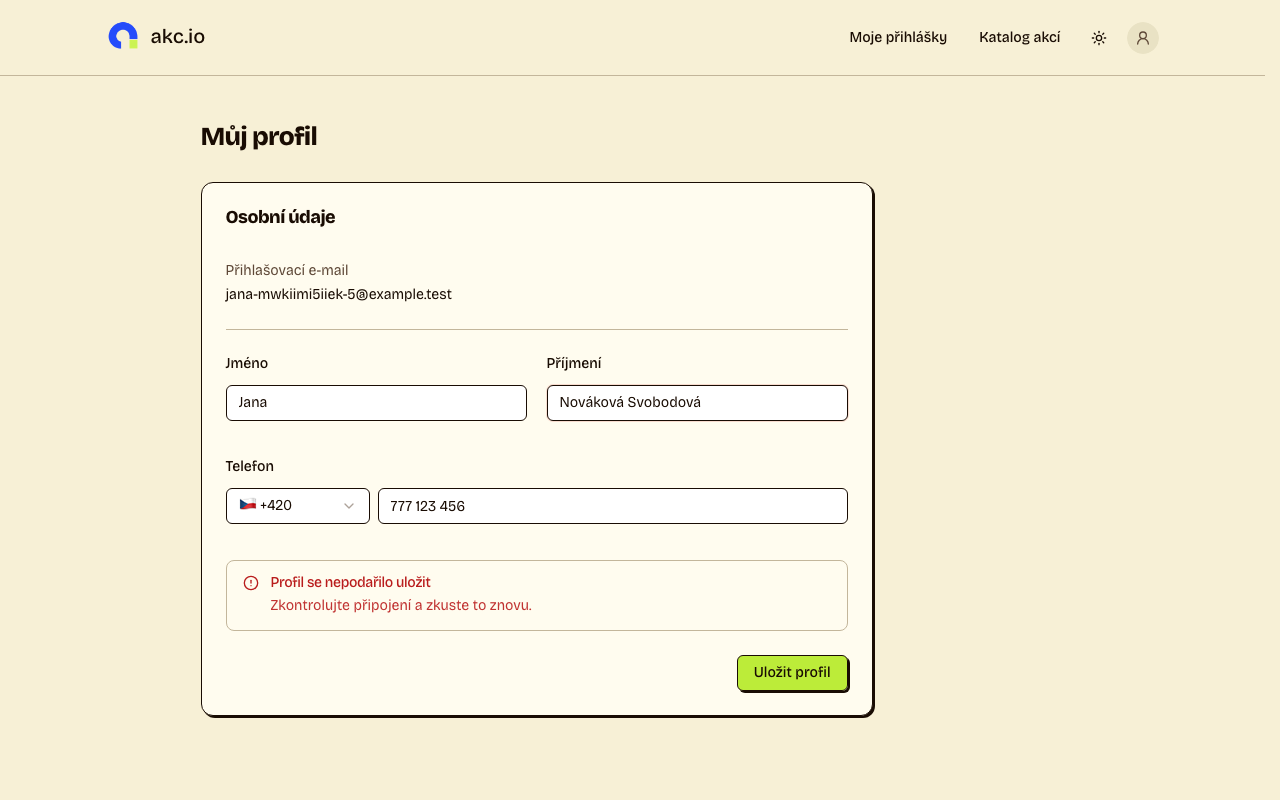 akc.io
Moje přihlášky
Katalog akcí
Můj profil
Osobní údaje
Přihlašovací e-mail
jana-mwkiimi5iiek-5@example.test
Jméno
Příjmení
Jana
Nováková Svobodová
Telefon
+420
777 123 456
Profil se nepodařilo uložit
Zkontrolujte připojení a zkuste to znovu.
Uložit profil